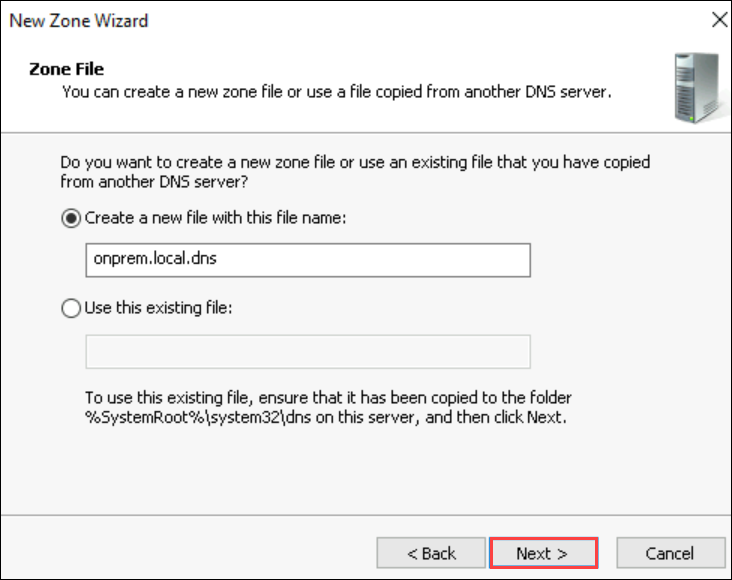 New Zone Wizard
Zone File
You can create a new zone file or use a file copied from another DNS server.
Do you want to create a new zone file or use an existing file that you have copied
from another DNS server?
Create a new file with this file name:
onprem.local.dns
Use this existing file:
To use this existing file, ensure that it has been copied to the folder
%SystemRoot%\system32\dns on this server, and then click Next.
< Back
Next >
Cancel